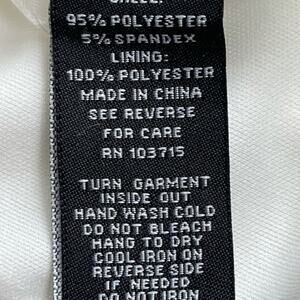 SHELL:
95% POLYESTER
5% SPANDEX
LINING:
100% POLYESTER
MADE IN CHINA
SEE REVERSE
FOR CARE
RN 103715
TURN GARMENT
INSIDE OUT
HAND WASH COLD
DO NOT BLEACH
HANG TO DRY
COOL IRON ON
REVERSE SIDE
IF NEEDED
DO NOT IRON